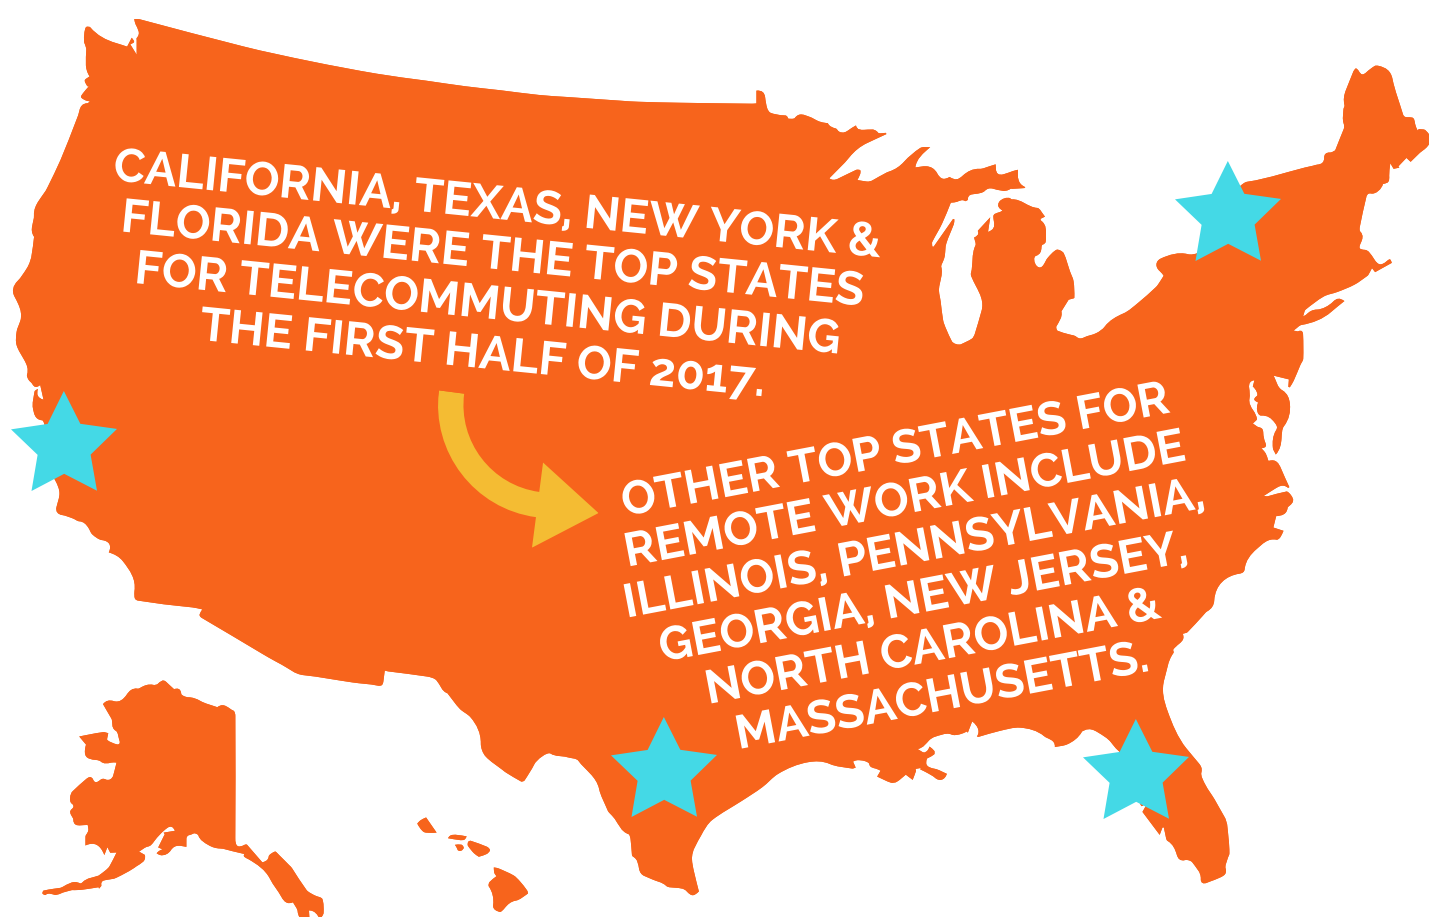 CALIFORNIA, TEXAS, NEW YORK &
FLORIDA WERE THE TOP STATES
FOR TELECOMMUTING DURING
THE FIRST HALF OF 2017.
OTHER TOP STATES FOR
REMOTE WORK INCLUDE
ILLINOIS, PENNSYLVANIA,
GEORGIA, NEW JERSEY,
NORTH CAROLINA &
MASSACHUSETTS.